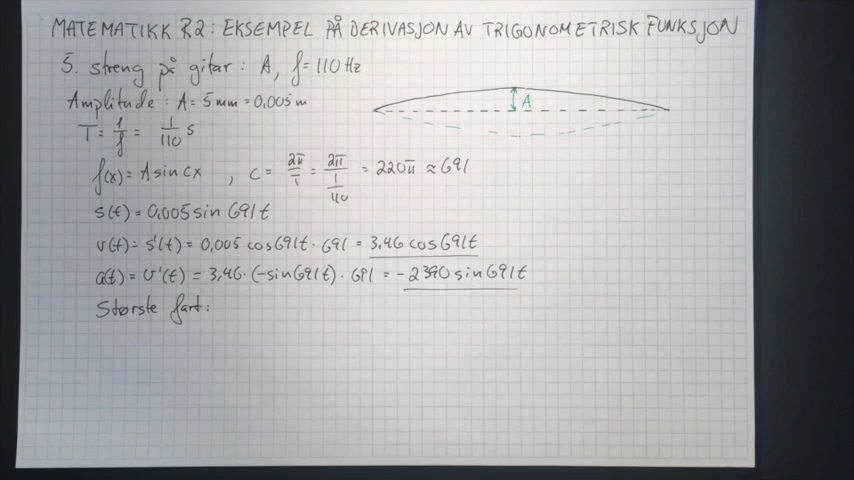 MATEMATIKK R2: EKSEMPEL PÅ DERIVASJON AV TRIGONOMETRISK FUNKSJON
5. streng på gitar: A, f=110 Hz
Amplitude: A = 5 mm = 0,005 m
A
T = 1/f = 1/110 s
f(x) = A sin cx , c = 2π/T = 2π/(1/110) = 220π ≈ 691
s(t) = 0,005 sin 691t
v(t) = s'(t) = 0,005 cos 691t · 691 = 3,46 cos 691t
a(t) = v'(t) = 3,46 · (-sin 691t) · 691 = -2390 sin 691t
Største fart: